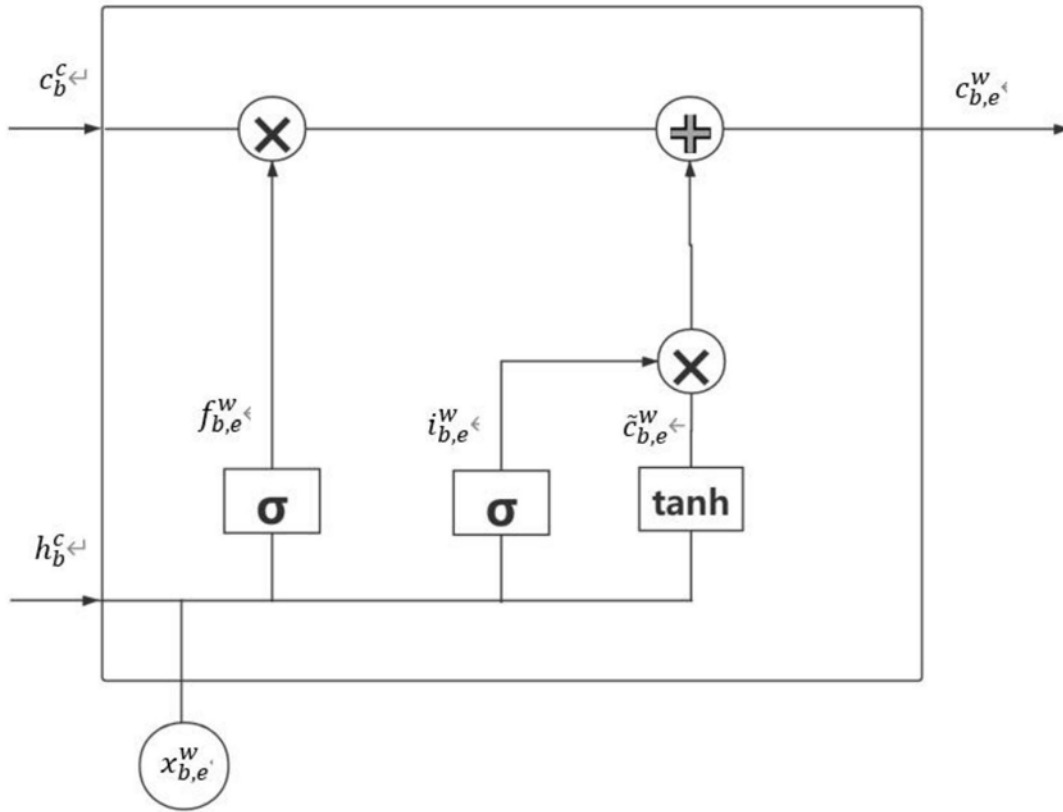 c_b^c↵
c_{b,e}^w↵
×
+
×
f_{b,e}^w↵
i_{b,e}^w↵
c̃_{b,e}^w←
σ
σ
tanh
h_b^c↵
x_{b,e}^w